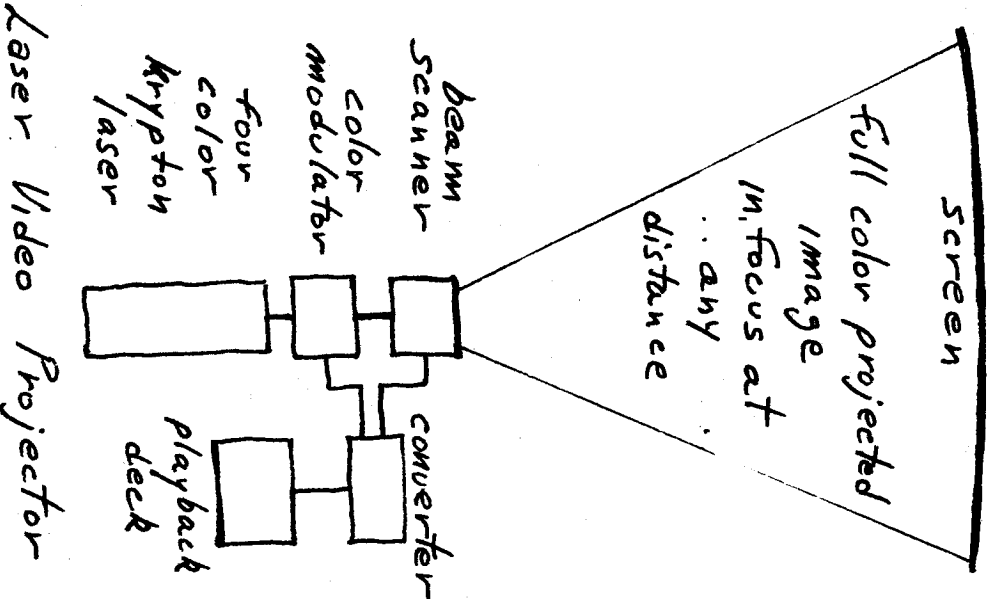 screen
full color projected
image
in focus at
..any
distance
beam
scanner
converter
color
modulator
four
color
krypton
laser
playback
deck
Laser Video Projector